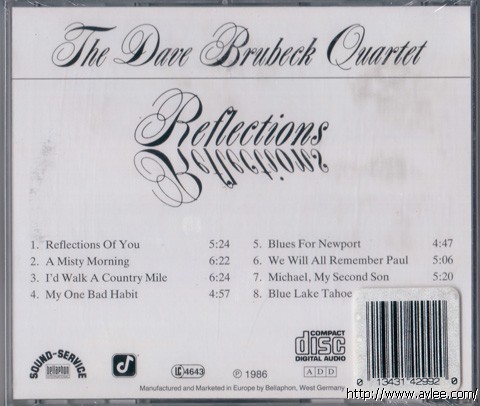 The Dave Brubeck Quartet
Reflections
Reflections
1. Reflections Of You 5:24
2. A Misty Morning 6:22
3. I'd Walk A Country Mile 6:24
4. My One Bad Habit 4:57
5. Blues For Newport 4:47
6. We Will All Remember Paul 5:06
7. Michael, My Second Son 5:20
8. Blue Lake Tahoe
SOUND-SERVICE
bellaphon
LC 4643
℗ 1986
COMPACT
disc
DIGITAL AUDIO
ADD
Manufactured and Marketed in Europe by Bellaphon, West Germany
0 13431 42992 0
http://www.avlee.com/